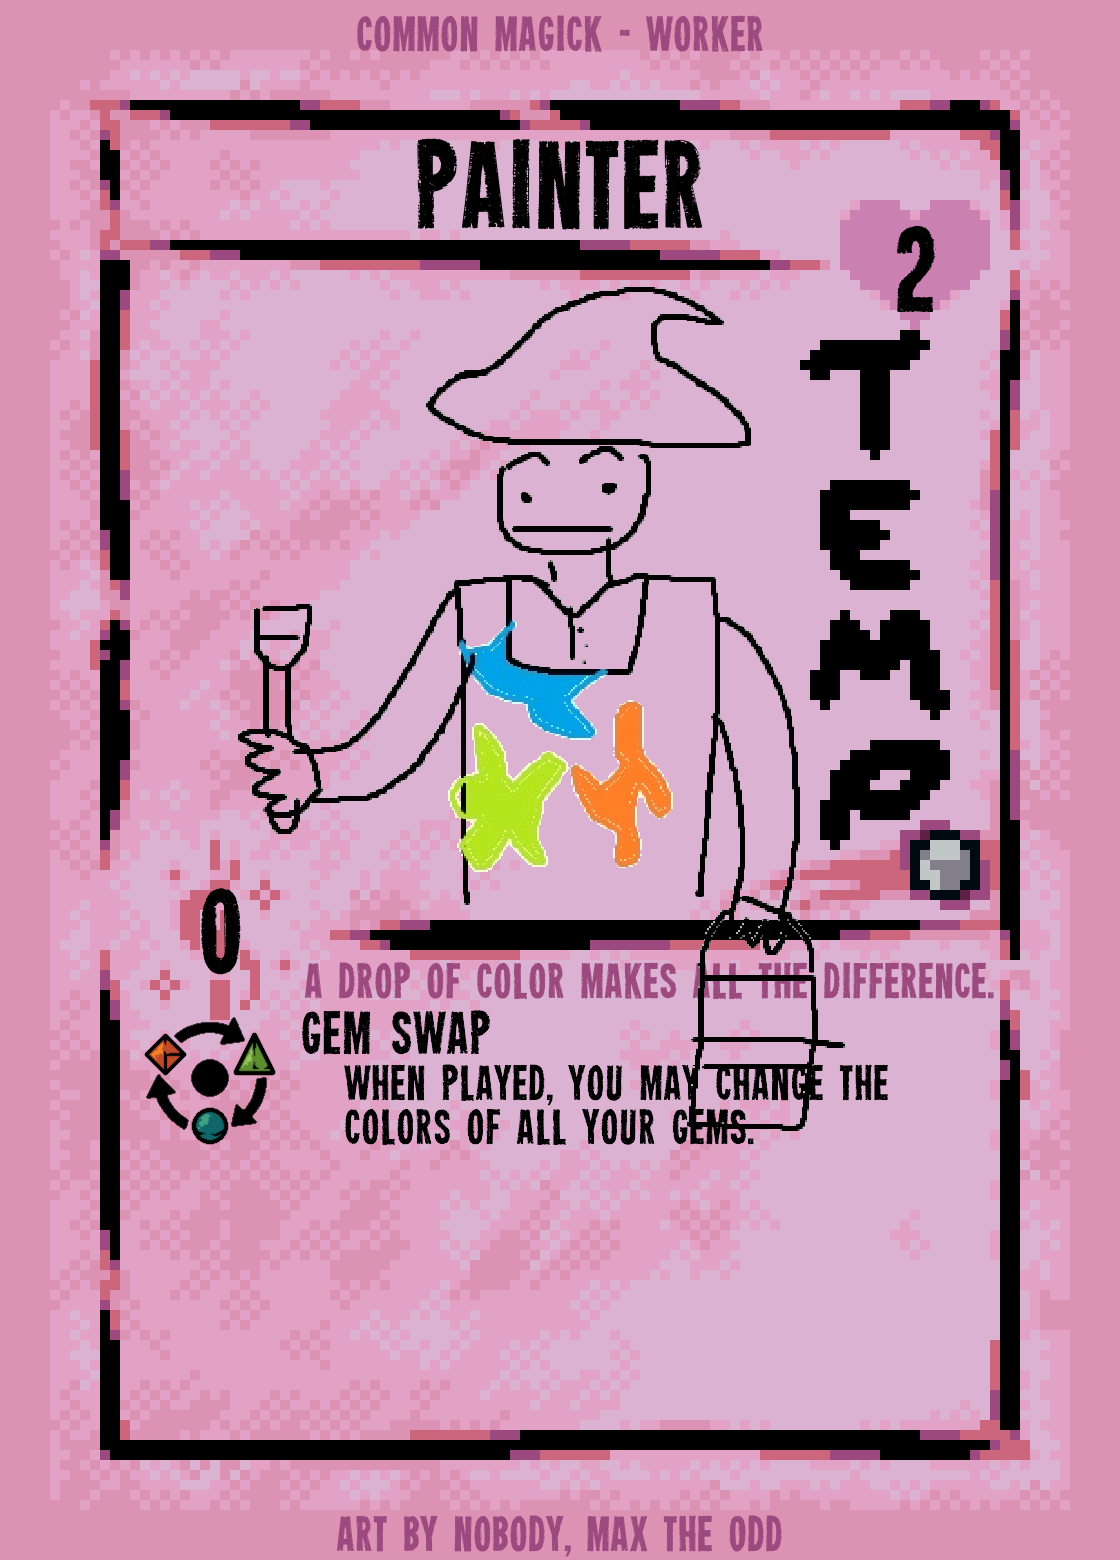 COMMON MAGICK - WORKER
PAINTER
2
TEMP
0
A DROP OF COLOR MAKES ALL THE DIFFERENCE.
GEM SWAP
WHEN PLAYED, YOU MAY CHANGE THE
COLORS OF ALL YOUR GEMS.
ART BY NOBODY, MAX THE ODD